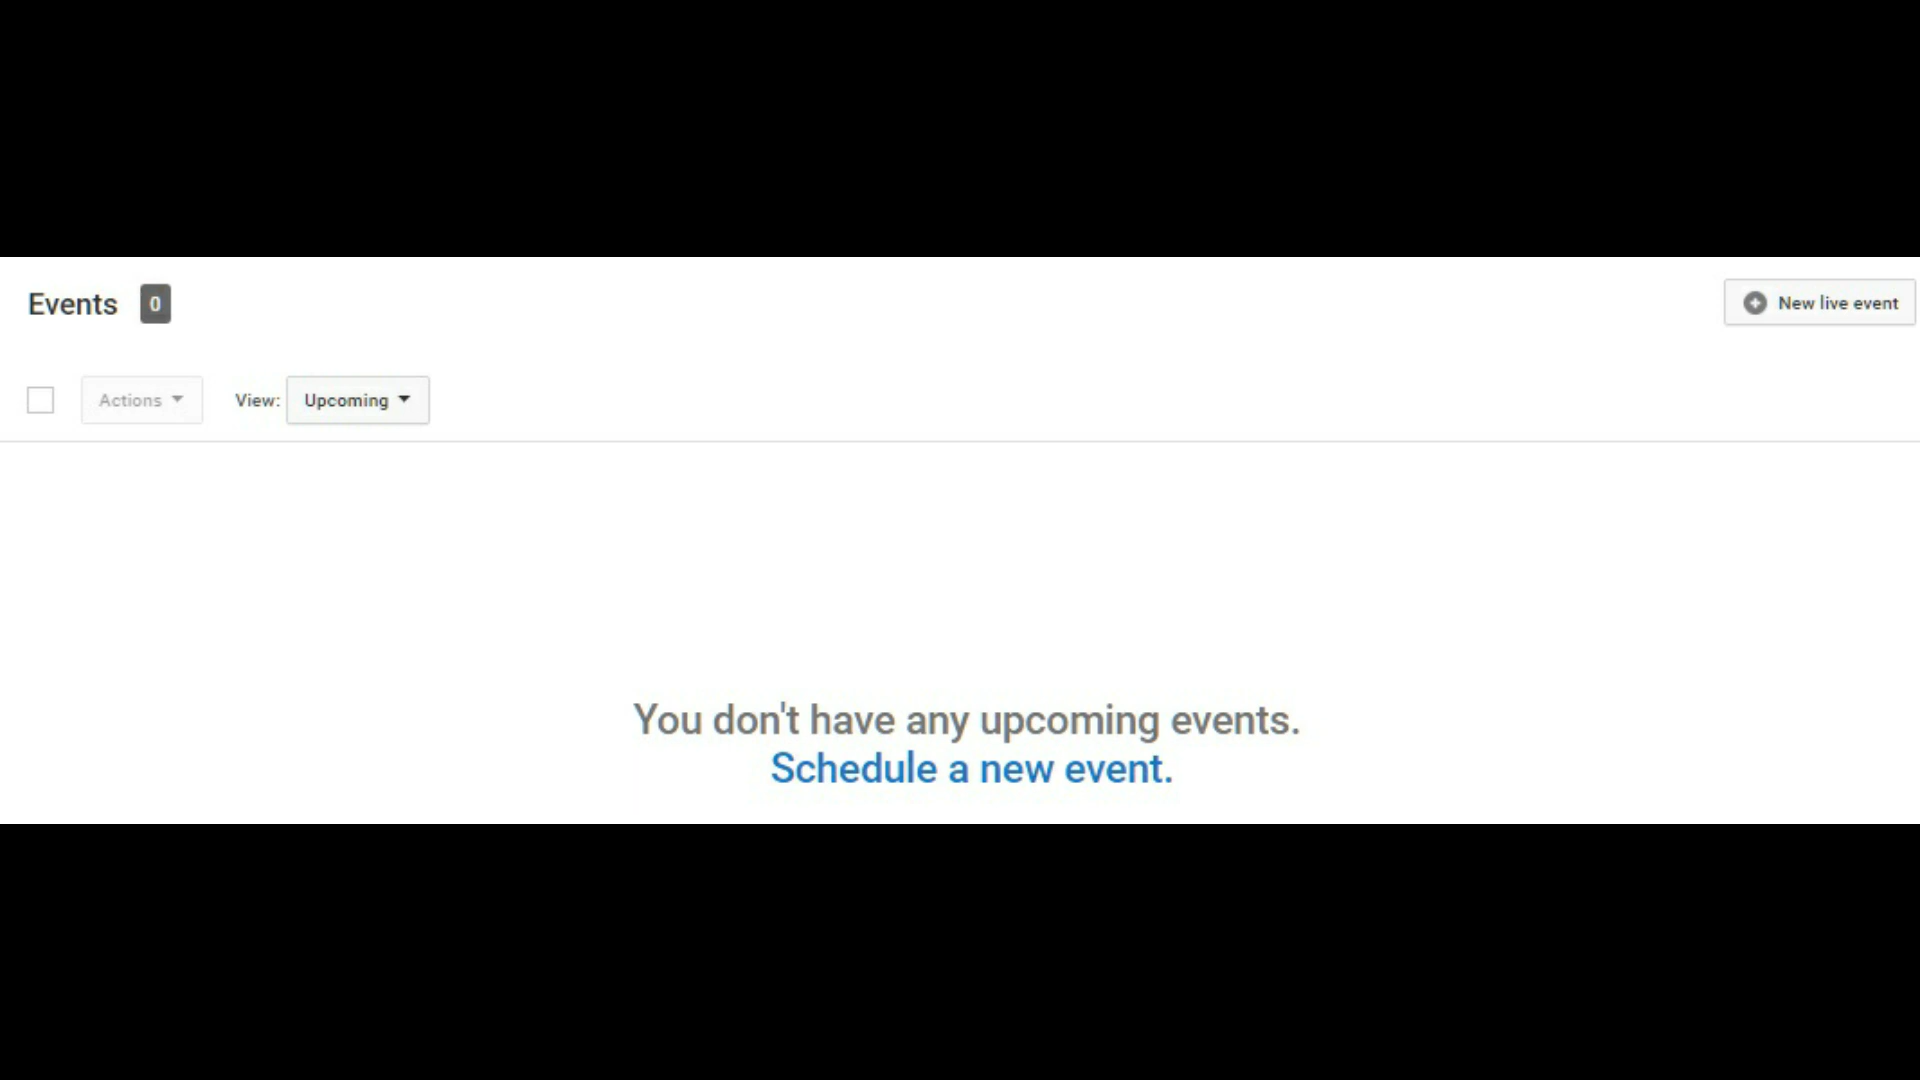 Events 0
New live event
Actions View: Upcoming
You don't have any upcoming events.
Schedule a new event.